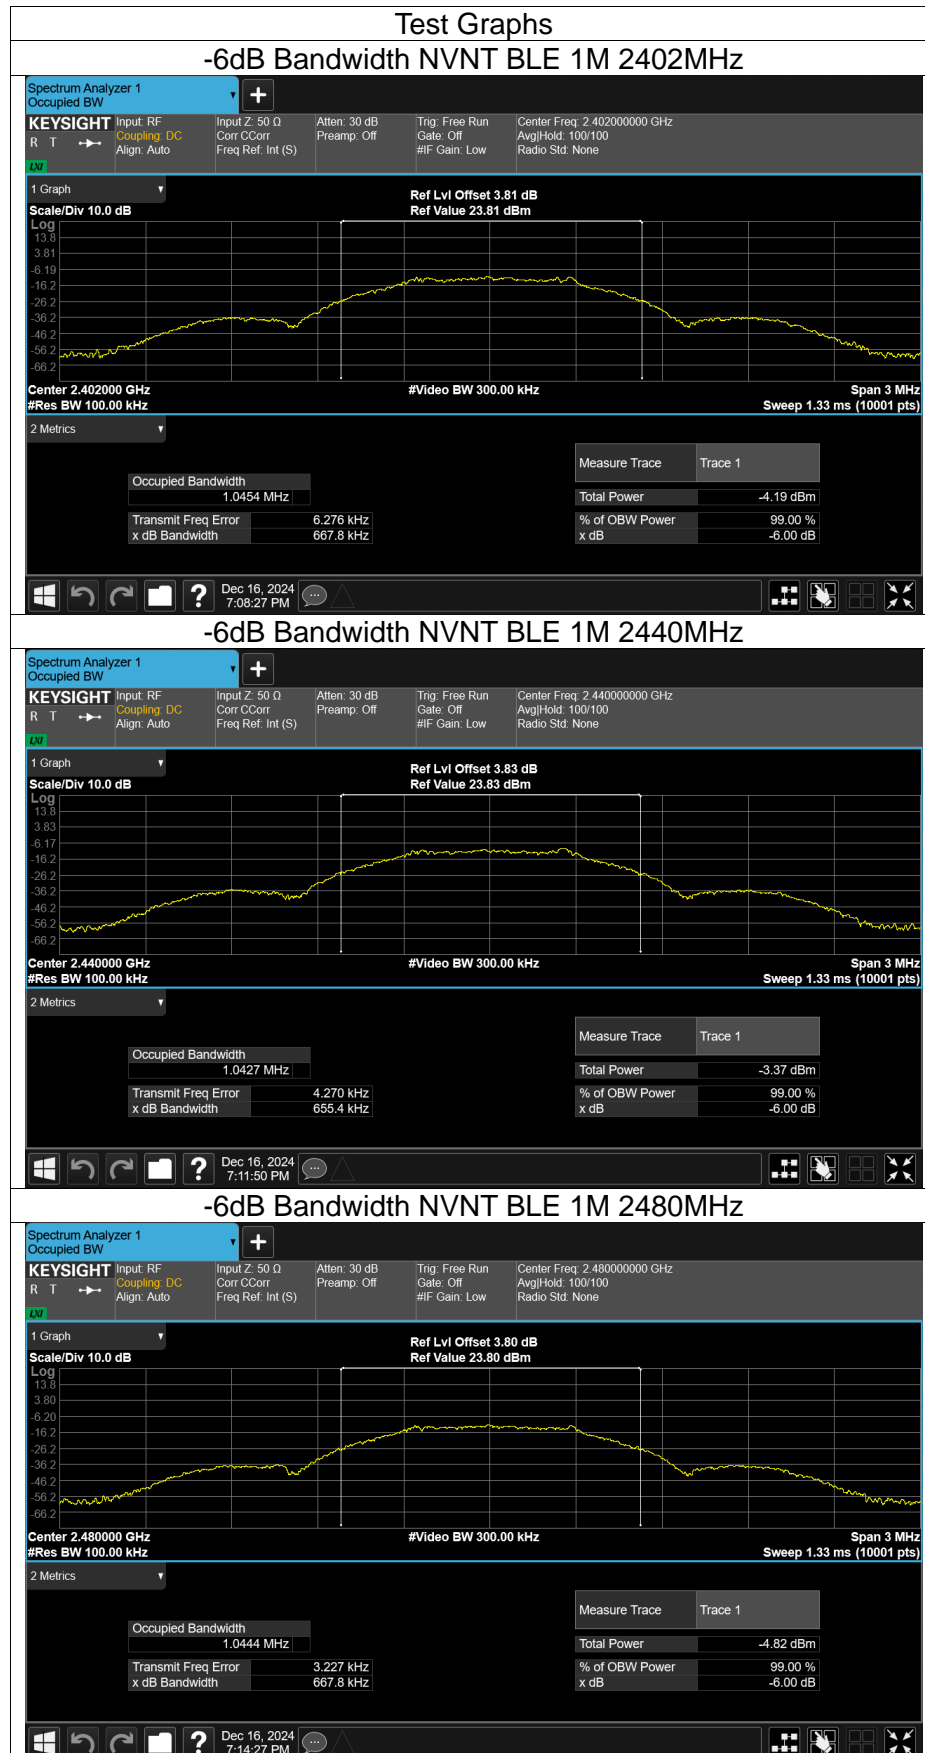 Test Graphs
-6dB Bandwidth NVNT BLE 1M 2402MHz
Spectrum Analyzer 1
Occupied BW
KEYSIGHT Input: RF Input Z: 50 Ω Atten: 30 dB Trig: Free Run Center Freq: 2.402000000 GHz
R T Coupling: DC Corr CCorr Preamp: Off Gate: Off Avg|Hold: 100/100
Align: Auto Freq Ref: Int (S) #IF Gain: Low Radio Std: None
LXI
1 Graph
Ref Lvl Offset 3.81 dB
Scale/Div 10.0 dB Ref Value 23.81 dBm
Log
13.8
3.81
-6.19
-16.2
-26.2
-36.2
-46.2
-56.2
-66.2
Center 2.402000 GHz #Video BW 300.00 kHz Span 3 MHz
#Res BW 100.00 kHz Sweep 1.33 ms (10001 pts)
2 Metrics
Measure Trace Trace 1
Occupied Bandwidth
1.0454 MHz Total Power -4.19 dBm
Transmit Freq Error 6.276 kHz % of OBW Power 99.00 %
x dB Bandwidth 667.8 kHz x dB -6.00 dB
Dec 16, 2024
7:08:27 PM
-6dB Bandwidth NVNT BLE 1M 2440MHz
Spectrum Analyzer 1
Occupied BW
KEYSIGHT Input: RF Input Z: 50 Ω Atten: 30 dB Trig: Free Run Center Freq: 2.440000000 GHz
R T Coupling: DC Corr CCorr Preamp: Off Gate: Off Avg|Hold: 100/100
Align: Auto Freq Ref: Int (S) #IF Gain: Low Radio Std: None
LXI
1 Graph
Ref Lvl Offset 3.83 dB
Scale/Div 10.0 dB Ref Value 23.83 dBm
Log
13.8
3.83
-6.17
-16.2
-26.2
-36.2
-46.2
-56.2
-66.2
Center 2.440000 GHz #Video BW 300.00 kHz Span 3 MHz
#Res BW 100.00 kHz Sweep 1.33 ms (10001 pts)
2 Metrics
Measure Trace Trace 1
Occupied Bandwidth
1.0427 MHz Total Power -3.37 dBm
Transmit Freq Error 4.270 kHz % of OBW Power 99.00 %
x dB Bandwidth 655.4 kHz x dB -6.00 dB
Dec 16, 2024
7:11:50 PM
-6dB Bandwidth NVNT BLE 1M 2480MHz
Spectrum Analyzer 1
Occupied BW
KEYSIGHT Input: RF Input Z: 50 Ω Atten: 30 dB Trig: Free Run Center Freq: 2.480000000 GHz
R T Coupling: DC Corr CCorr Preamp: Off Gate: Off Avg|Hold: 100/100
Align: Auto Freq Ref: Int (S) #IF Gain: Low Radio Std: None
LXI
1 Graph
Ref Lvl Offset 3.80 dB
Scale/Div 10.0 dB Ref Value 23.80 dBm
Log
13.8
3.80
-6.20
-16.2
-26.2
-36.2
-46.2
-56.2
-66.2
Center 2.480000 GHz #Video BW 300.00 kHz Span 3 MHz
#Res BW 100.00 kHz Sweep 1.33 ms (10001 pts)
2 Metrics
Measure Trace Trace 1
Occupied Bandwidth
1.0444 MHz Total Power -4.82 dBm
Transmit Freq Error 3.227 kHz % of OBW Power 99.00 %
x dB Bandwidth 667.8 kHz x dB -6.00 dB
Dec 16, 2024
7:14:27 PM